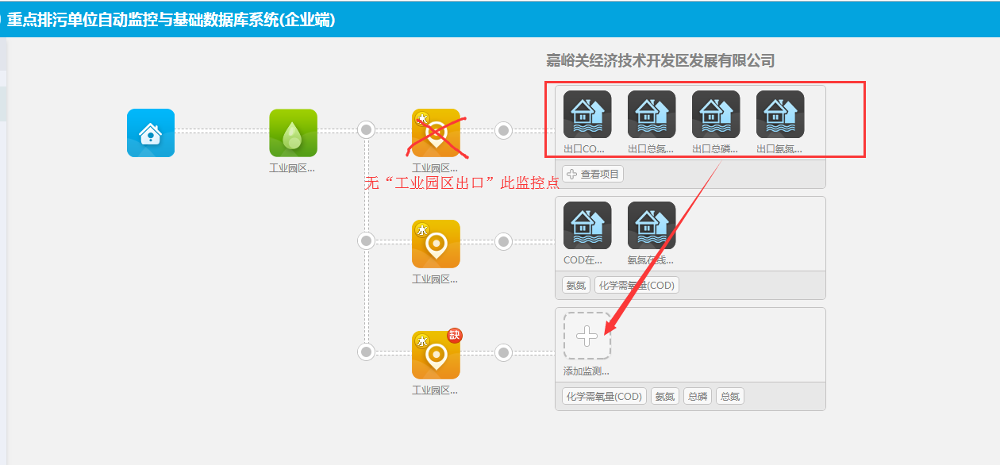 重点排污单位自动监控与基础数据库系统(企业端)
嘉峪关经济技术开发区发展有限公司
水
出口CO... 出口总氮... 出口总磷... 出口氨氮...
工业园区... 工业园区...
查看项目
无“工业园区出口”此监控点
水
COD在... 氨氮在线...
工业园区...
氨氮 化学需氧量(COD)
水 缺
添加监测...
工业园区...
化学需氧量(COD) 氨氮 总磷 总氮